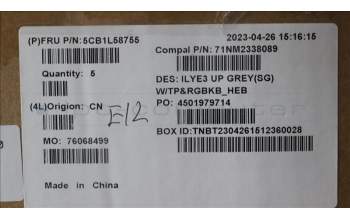 (P)FRU P/N:5CB1L58755
2023-04-26 15:16:15
Compal P/N: 71NM2338089
Quantity: 5
DES: ILYE3 UP GREY(SG)
W/TP&RGBKB_HEB
(4L)Origion: CN
E12
PO: 4501979714
BOX ID:TNBT2304261512360028
MO: 76068499
Made in China